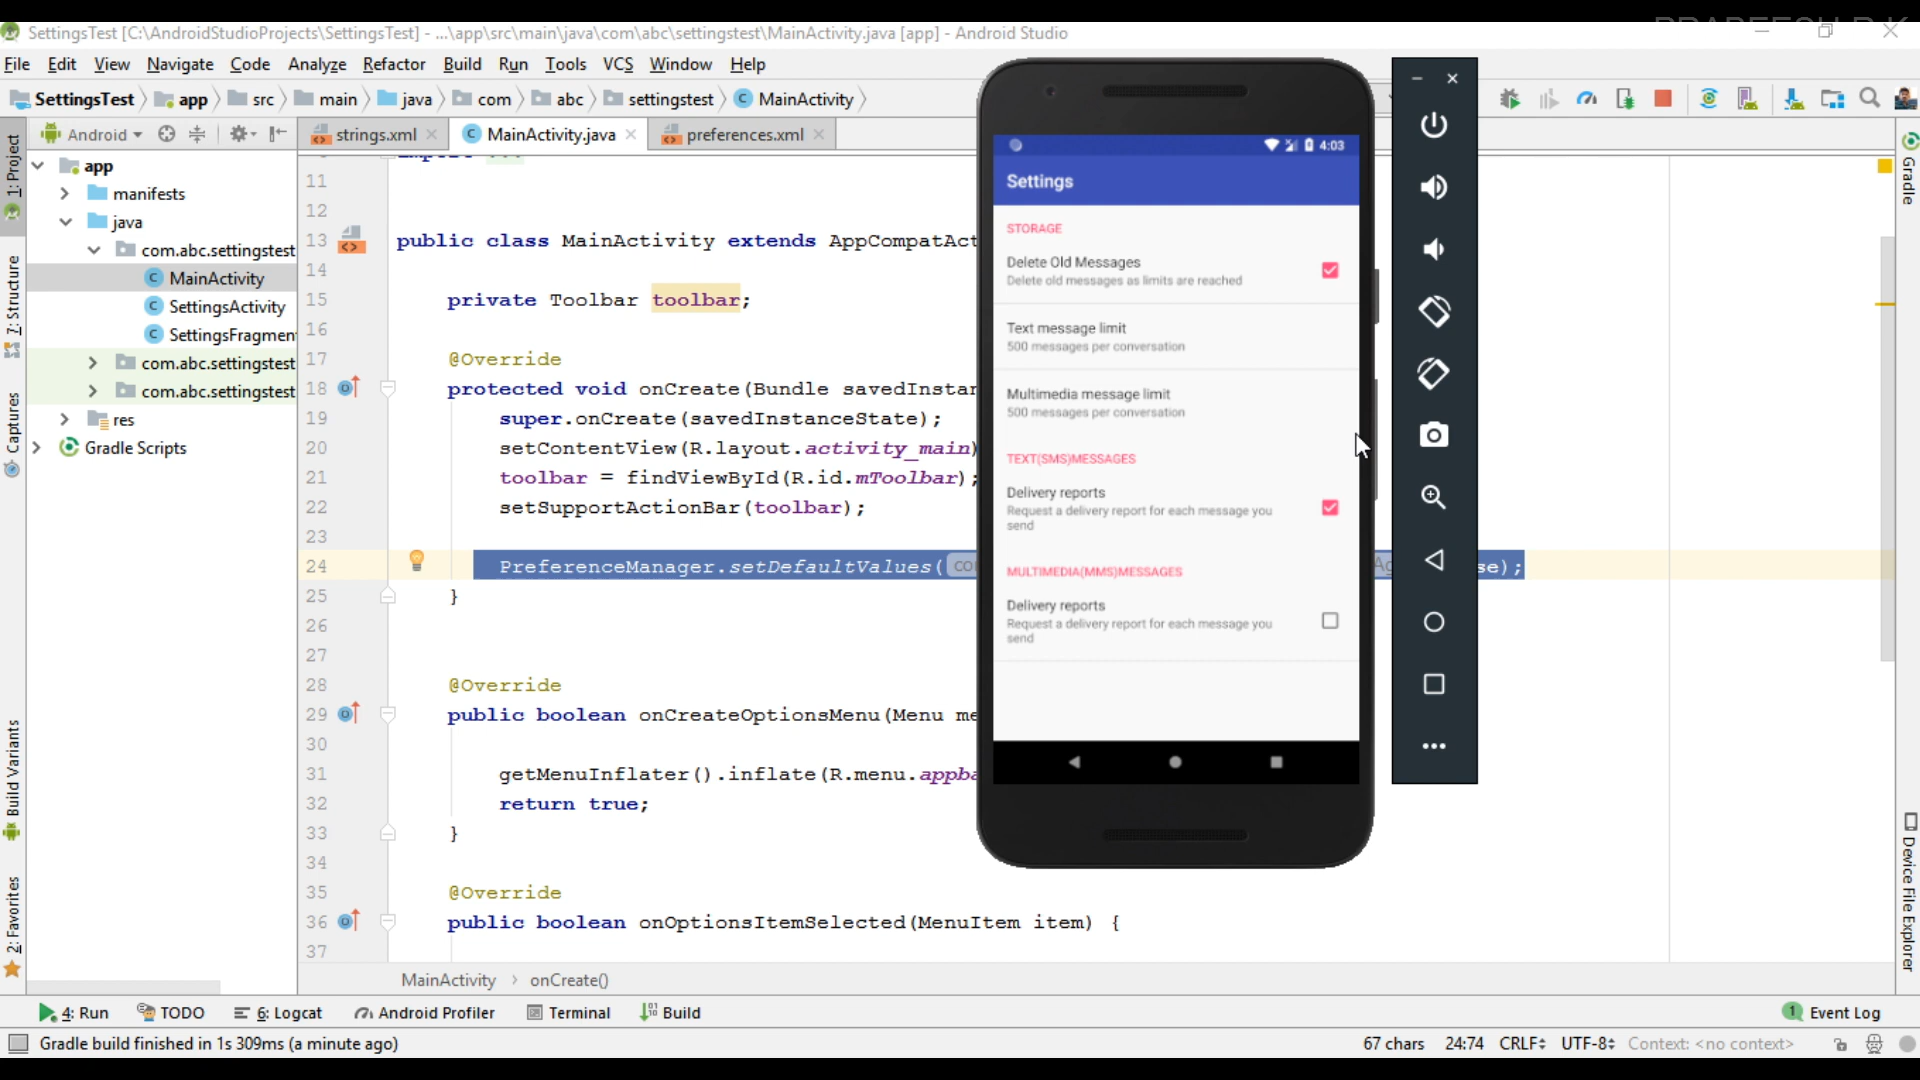 SettingsTest [C:\AndroidStudioProjects\SettingsTest] - ...\app\src\main\java\com\abc\settingstest\MainActivity.java [app] - Android Studio
File Edit View Navigate Code Analyze Refactor Build Run Tools VCS Window Help
SettingsTest app src main java com abc settingstest MainActivity
Android
strings.xml MainActivity.java preferences.xml
1: Project
7: Structure
Captures
Build Variants
2: Favorites
Gradle
Device File Explorer
app
manifests
java
com.abc.settingstest
MainActivity
SettingsActivity
SettingsFragmen
com.abc.settingstest
com.abc.settingstest
res
Gradle Scripts
11
12
13 public class MainActivity extends AppCompatAct
14
15 private Toolbar toolbar;
16
17 @Override
18 protected void onCreate(Bundle savedInstan
19 super.onCreate(savedInstanceState);
20 setContentView(R.layout.activity_main)
21 toolbar = findViewById(R.id.mToolbar);
22 setSupportActionBar(toolbar);
23
24 PreferenceManager.setDefaultValues( co se);
25 }
26
27
28 @Override
29 public boolean onCreateOptionsMenu(Menu me
30
31 getMenuInflater().inflate(R.menu.appba
32 return true;
33 }
34
35 @Override
36 public boolean onOptionsItemSelected(MenuItem item) {
37
4:03
Settings
STORAGE
Delete Old Messages
Delete old messages as limits are reached
Text message limit
500 messages per conversation
Multimedia message limit
500 messages per conversation
TEXT(SMS)MESSAGES
Delivery reports
Request a delivery report for each message you
send
MULTIMEDIA(MMS)MESSAGES
Delivery reports
Request a delivery report for each message you
send
MainActivity onCreate()
4: Run TODO 6: Logcat Android Profiler Terminal Build 1 Event Log
Gradle build finished in 1s 309ms (a minute ago) 67 chars 24:74 CRLF UTF-8 Context: <no context>